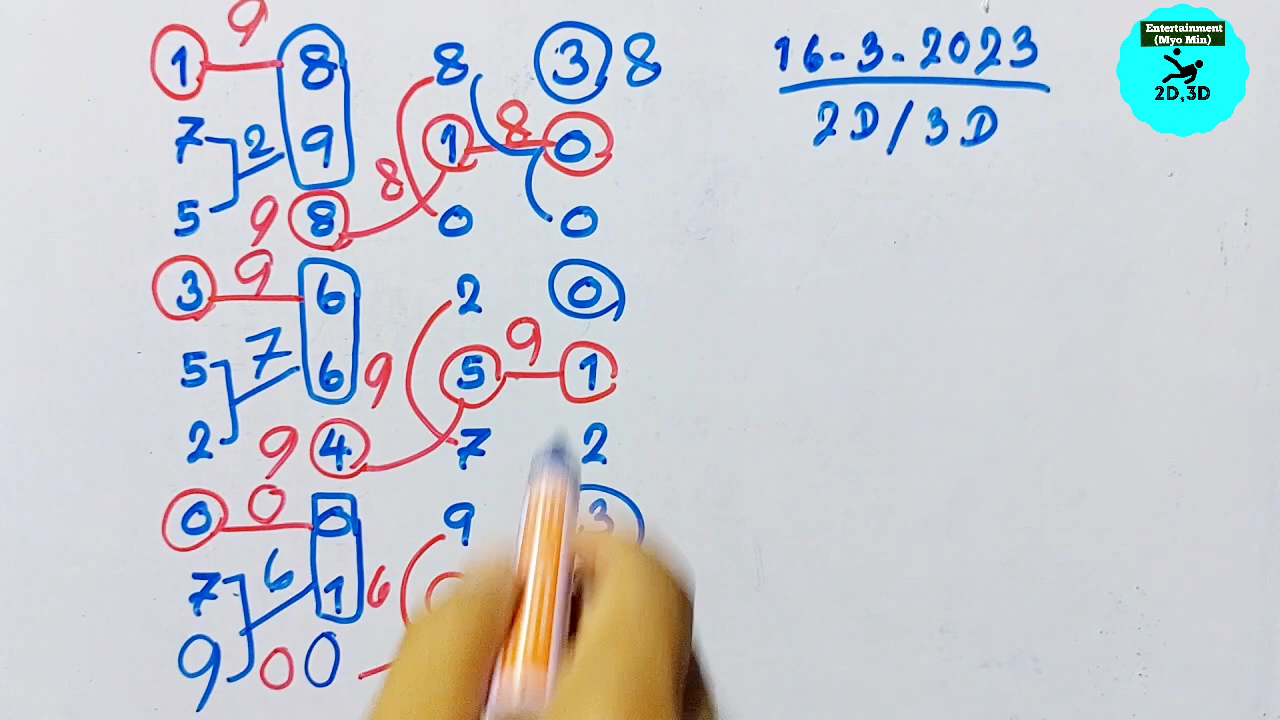 9
1 8 8 3 8
7 2 9 1 8 0
5 9 8 8 0 0
3 9 6 2 0
5 7 6 9 5 9 1
2 9 4 7 2
0 0 0 9 3
7 6 1 6
9 0 0
16-3-2023
2D/3D
Entertainment
(Myo Min)
2D,3D